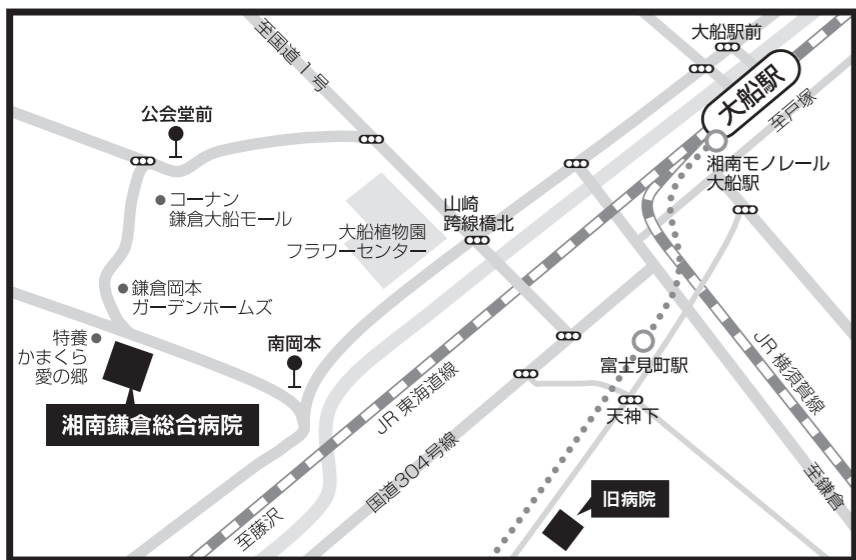 至国道1号
大船駅前
大船駅
至戸塚
公会堂前
湘南モノレール
大船駅
コーナン
鎌倉大船モール
大船植物園
フラワーセンター
山崎
跨線橋北
鎌倉岡本
ガーデンホームズ
特養
かまくら
愛の郷
南岡本
富士見町駅
JR東海道線
JR横須賀線
湘南鎌倉総合病院
天神下
国道304号線
至鎌倉
旧病院
至藤沢